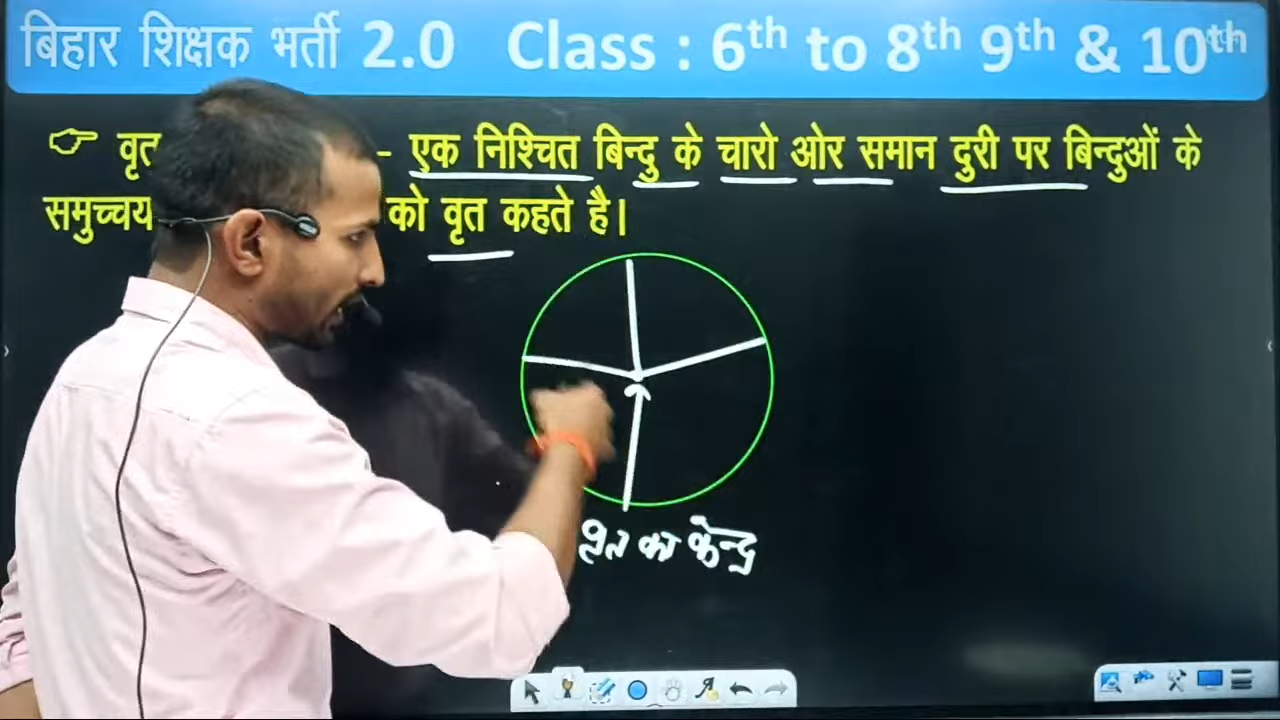 बिहार शिक्षक भर्ती 2.0 Class : 6th to 8th 9th & 10th
- एक निश्चित बिन्दु के चारो ओर समान दुरी पर बिन्दुओं के
समुच्चय को वृत कहते है।
वृत का केन्द्र